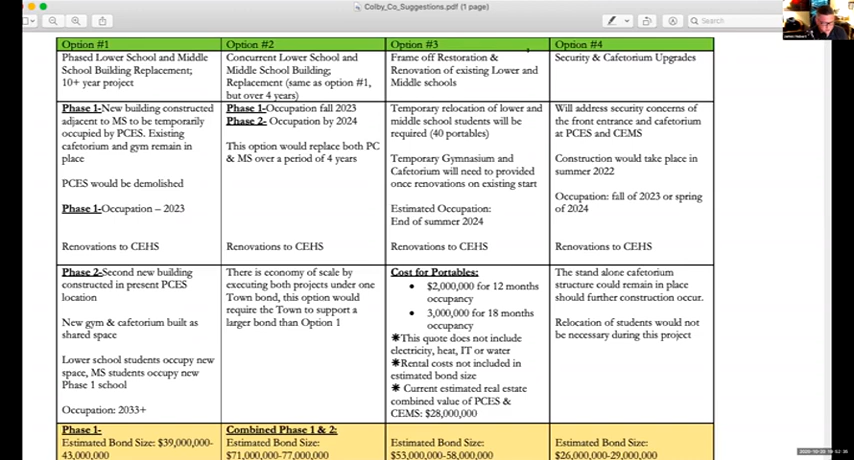 Colby_Co_Suggestions.pdf (1 page)
Search
Option #1
Option #2
Option #3
Option #4
Phased Lower School and Middle
School Building Replacement;
10+ year project
Concurrent Lower School and
Middle School Building;
Replacement (same as option #1,
but over 4 years)
Frame off Restoration &
Renovation of existing Lower and
Middle schools
Security & Cafetorium Upgrades
Phase 1-New building constructed
adjacent to MS to be temporarily
occupied by PCES. Existing
cafetorium and gym remain in
place
PCES would be demolished
Phase 1-Occupation – 2023
Renovations to CEHS
Phase 1-Occupation fall 2023
Phase 2- Occupation by 2024
This option would replace both PC
& MS over a period of 4 years
Renovations to CEHS
Temporary relocation of lower and
middle school students will be
required (40 portables)
Temporary Gymnasium and
Cafetorium will need to provided
once renovations on existing start
Estimated Occupation:
End of summer 2024
Renovations to CEHS
Will address security concerns of
the front entrance and cafetorium
at PCES and CEMS
Construction would take place in
summer 2022
Occupation: fall of 2023 or spring
of 2024
Renovations to CEHS
Phase 2-Second new building
constructed in present PCES
location
New gym & cafetorium built as
shared space
Lower school students occupy new
space, MS students occupy new
Phase 1 school
Occupation: 2033+
There is economy of scale by
executing both projects under one
Town bond, this option would
require the Town to support a
larger bond than Option 1
Cost for Portables:
• $2,000,000 for 12 months
occupancy
• 3,000,000 for 18 months
occupancy
✱This quote does not include
electricity, heat, IT or water
✱Rental costs not included in
estimated bond size
✱ Current estimated real estate
combined value of PCES &
CEMS: $28,000,000
The stand alone cafetorium
structure could remain in place
should further construction occur.
Relocation of students would not
be necessary during this project
Phase 1-
Estimated Bond Size: $39,000,000-
43,000,000
Combined Phase 1 & 2:
Estimated Bond Size:
$71,000,000-77,000,000
Estimated Bond Size:
$53,000,000-58,000,000
Estimated Bond Size:
$26,000,000-29,000,000